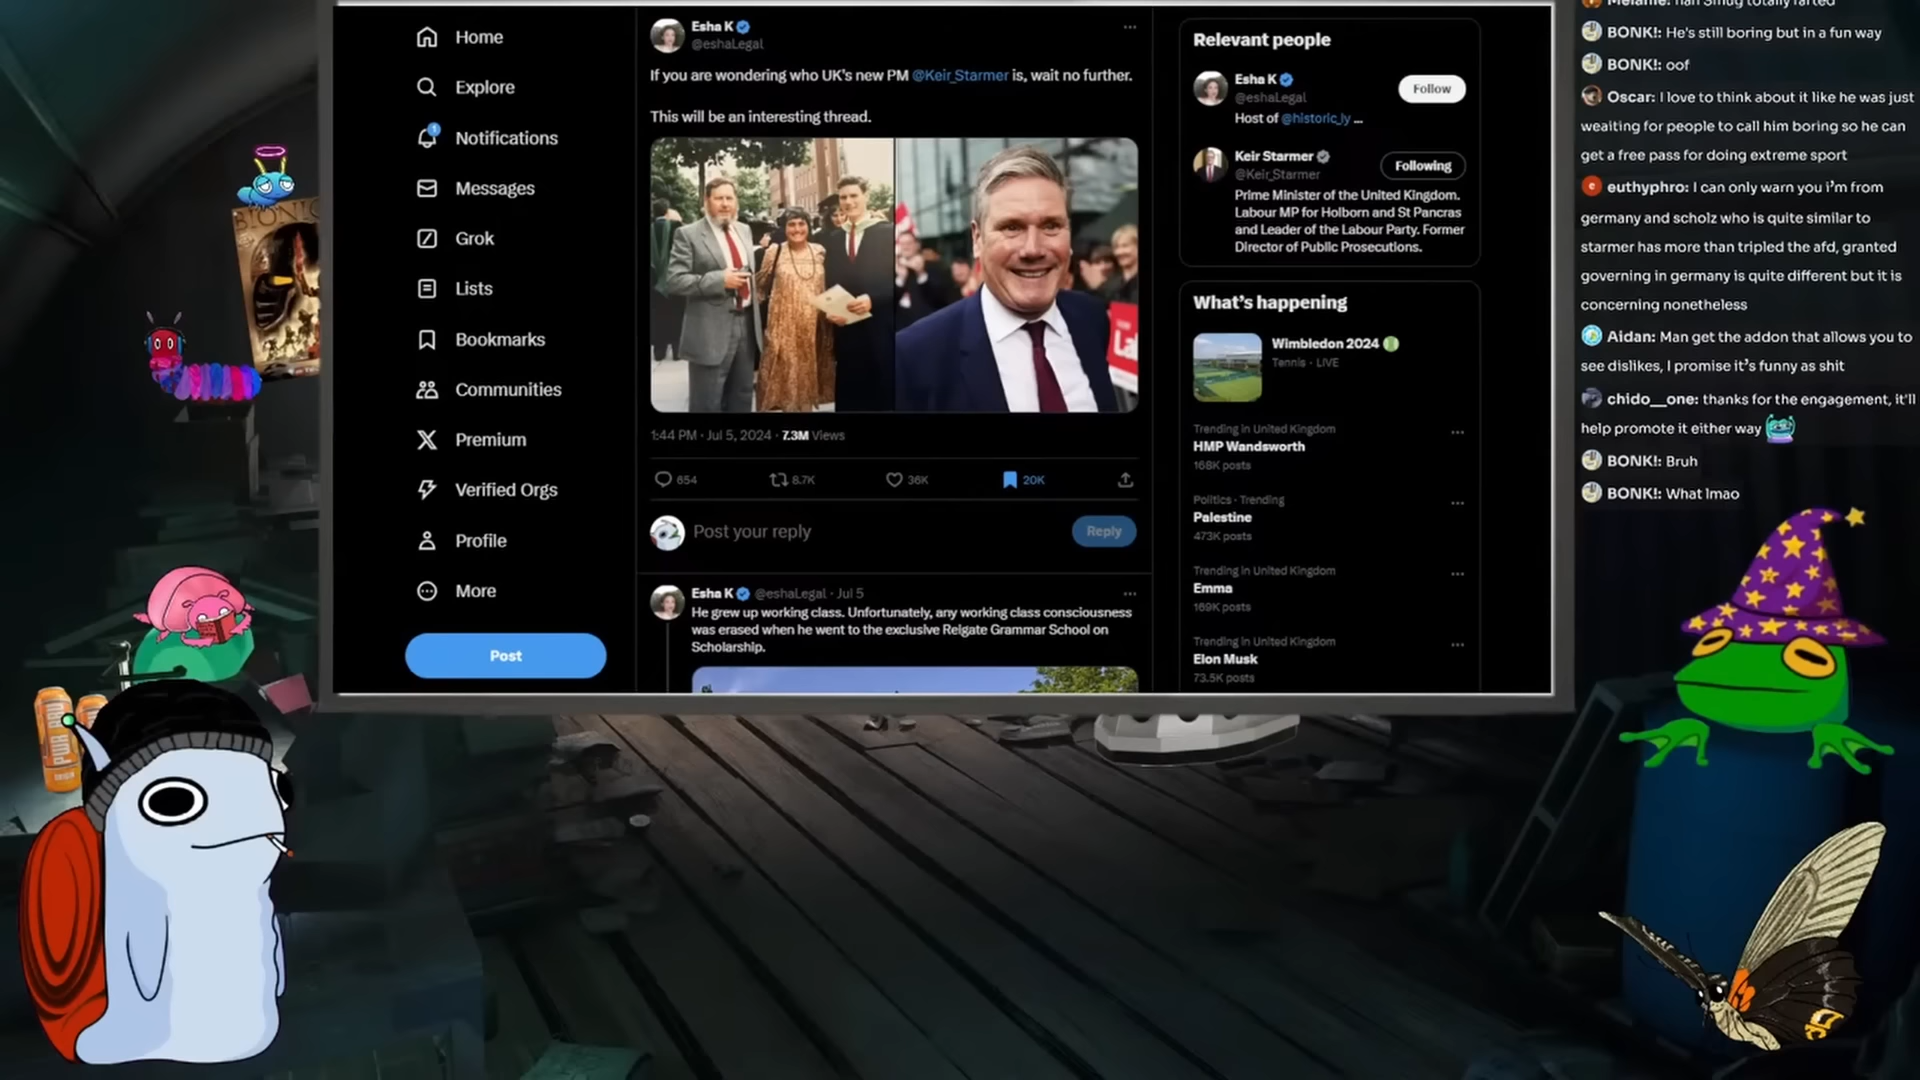 Home
Explore
1
Notifications
Messages
Grok
Lists
Bookmarks
Communities
Premium
Verified Orgs
Profile
More
Post
Esha K
@eshaLegal
If you are wondering who UK's new PM @Keir_Starmer is, wait no further.
This will be an interesting thread.
1:44 PM · Jul 5, 2024 · 7.3M Views
654
8.7K
36K
20K
Post your reply
Reply
Esha K @eshaLegal · Jul 5
He grew up working class. Unfortunately, any working class consciousness
was erased when he went to the exclusive Reigate Grammar School on
Scholarship.
Relevant people
Esha K
@eshaLegal
Follow
Host of @historic_ly ...
Keir Starmer
@Keir_Starmer
Following
Prime Minister of the United Kingdom.
Labour MP for Holborn and St Pancras
and Leader of the Labour Party. Former
Director of Public Prosecutions.
What's happening
Wimbledon 2024
Tennis · LIVE
Trending in United Kingdom
HMP Wandsworth
168K posts
Politics · Trending
Palestine
473K posts
Trending in United Kingdom
Emma
169K posts
Trending in United Kingdom
Elon Musk
73.5K posts
BONK!: He's still boring but in a fun way
BONK!: oof
Oscar: I love to think about it like he was just
weaiting for people to call him boring so he can
get a free pass for doing extreme sport
euthyphro: I can only warn you i'm from
germany and scholz who is quite similar to
starmer has more than tripled the afd, granted
governing in germany is quite different but it is
concerning nonetheless
Aidan: Man get the addon that allows you to
see dislikes, I promise it's funny as shit
chido__one: thanks for the engagement, it'll
help promote it either way
BONK!: Bruh
BONK!: What lmao